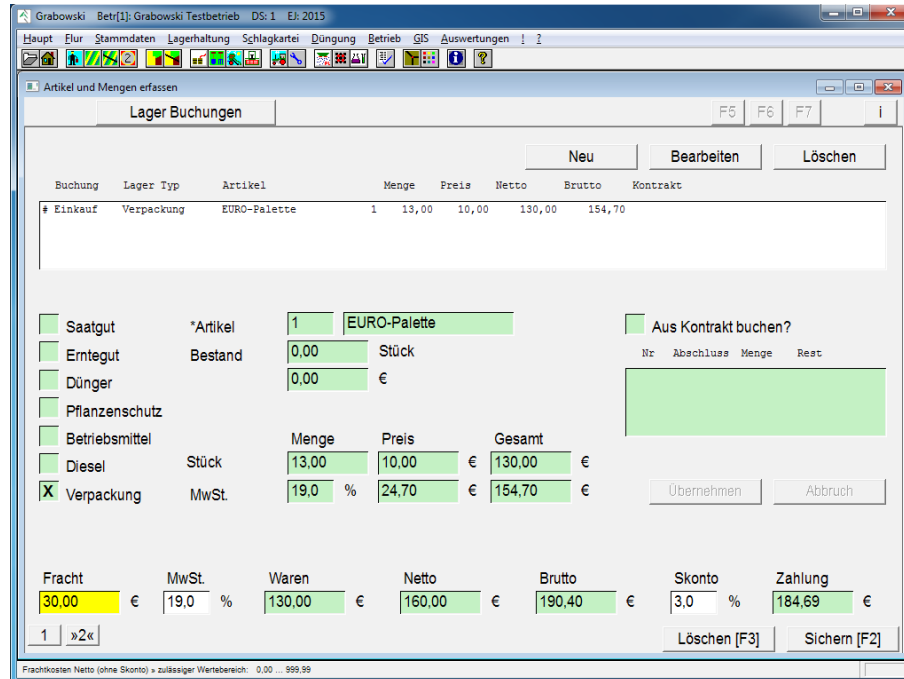 Grabowski Betr[1]: Grabowski Testbetrieb DS: 1 EJ: 2015
Haupt Flur Stammdaten Lagerhaltung Schlagkartei Düngung Betrieb GIS Auswertungen ! ?
Artikel und Mengen erfassen
Lager Buchungen F5 F6 F7 i
Neu Bearbeiten Löschen
Buchung Lager Typ Artikel Menge Preis Netto Brutto Kontrakt
# Einkauf Verpackung EURO-Palette 1 13,00 10,00 130,00 154,70
Saatgut *Artikel 1 EURO-Palette Aus Kontrakt buchen?
Erntegut Bestand 0,00 Stück Nr Abschluss Menge Rest
Dünger 0,00 €
Pflanzenschutz
Betriebsmittel Menge Preis Gesamt
Diesel Stück 13,00 10,00 € 130,00 €
X Verpackung MwSt. 19,0 % 24,70 € 154,70 € Übernehmen Abbruch
Fracht MwSt. Waren Netto Brutto Skonto Zahlung
30,00 € 19,0 % 130,00 € 160,00 € 190,40 € 3,0 % 184,69 €
1 »2« Löschen [F3] Sichern [F2]
Frachtkosten Netto (ohne Skonto) » zulässiger Wertebereich: 0,00 ... 999,99